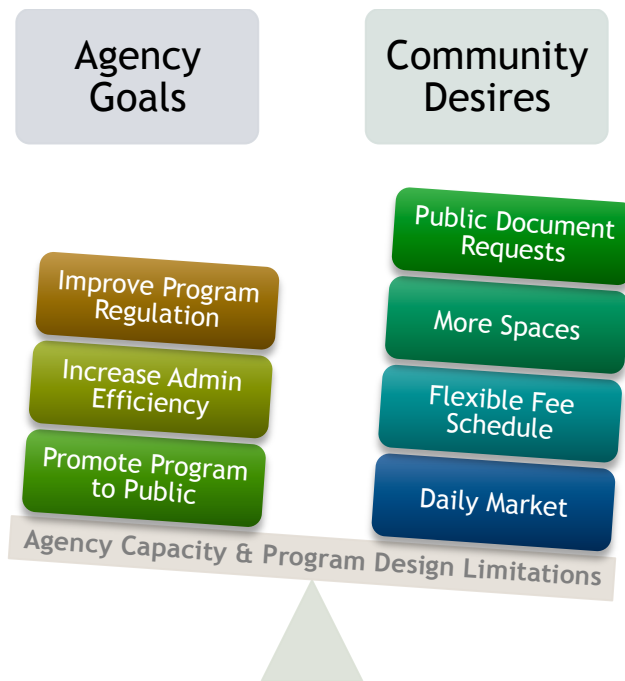 Agency
Goals
Community
Desires
Improve Program
Regulation
Increase Admin
Efficiency
Promote Program
to Public
Public Document
Requests
More Spaces
Flexible Fee
Schedule
Daily Market
Agency Capacity & Program Design Limitations